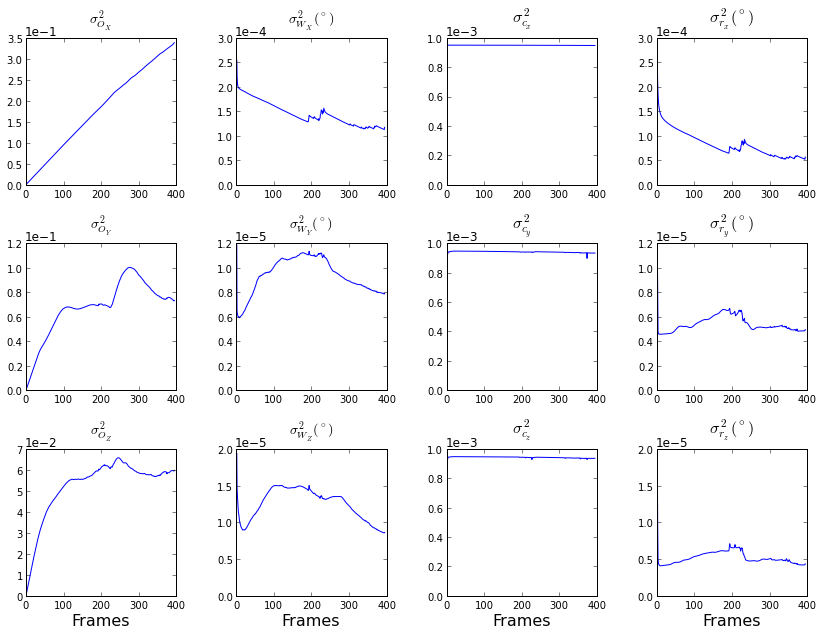 σ²_{O_X} σ²_{W_X}(°) σ²_{c_x} σ²_{r_x}(°)
1e−1 1e−4 1e−3 1e−4
3.5 3.0 1.0 3.0
3.0 2.5 0.8 2.5
2.5 2.0 0.6 2.0
2.0 1.5 0.4 1.5
1.5 1.0 0.2 1.0
1.0 0.5 0.0 0.5
0.5 0.0 0.0
0.0
0 100 200 300 400 0 100 200 300 400 0 100 200 300 400 0 100 200 300 400
σ²_{O_Y} σ²_{W_Y}(°) σ²_{c_y} σ²_{r_y}(°)
1e−1 1e−5 1e−3 1e−5
1.2 1.2 1.0 1.2
1.0 1.0 0.8 1.0
0.8 0.8 0.6 0.8
0.6 0.6 0.4 0.6
0.4 0.4 0.2 0.4
0.2 0.2 0.0 0.2
0.0 0.0 0.0
0 100 200 300 400 0 100 200 300 400 0 100 200 300 400 0 100 200 300 400
σ²_{O_Z} σ²_{W_Z}(°) σ²_{c_z} σ²_{r_z}(°)
1e−2 1e−5 1e−3 1e−5
7 2.0 1.0 2.0
6 1.5 0.8 1.5
5 1.0 0.6 1.0
4 0.5 0.4 0.5
3 0.0 0.2 0.0
2 0.0
1
0
0 100 200 300 400 0 100 200 300 400 0 100 200 300 400 0 100 200 300 400
Frames Frames Frames Frames